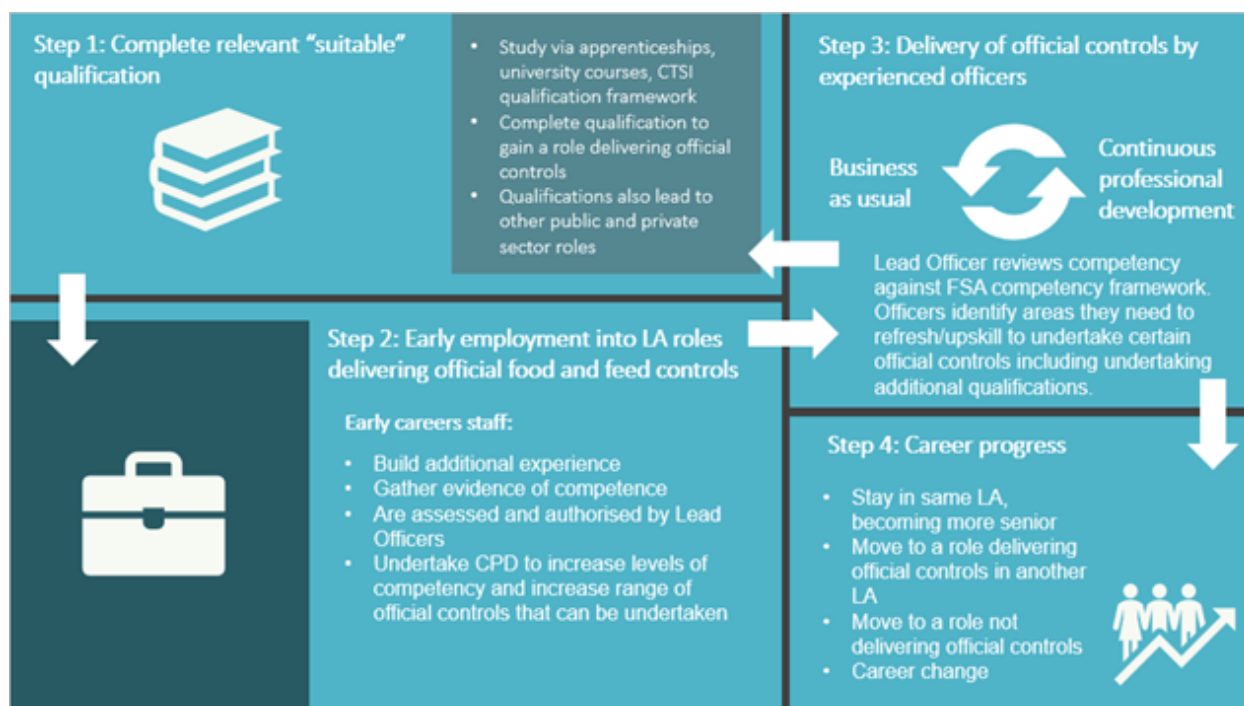 Step 1: Complete relevant “suitable”
qualification
• Study via apprenticeships,
university courses, CTSI
qualification framework
• Complete qualification to
gain a role delivering official
controls
• Qualifications also lead to
other public and private
sector roles
Step 2: Early employment into LA roles
delivering official food and feed controls
Early careers staff:
• Build additional experience
• Gather evidence of competence
• Are assessed and authorised by Lead
Officers
• Undertake CPD to increase levels of
competency and increase range of
official controls that can be undertaken
Step 3: Delivery of official controls by
experienced officers
Business
as usual
Continuous
professional
development
Lead Officer reviews competency
against FSA competency framework.
Officers identify areas they need to
refresh/upskill to undertake certain
official controls including undertaking
additional qualifications.
Step 4: Career progress
• Stay in same LA,
becoming more senior
• Move to a role delivering
official controls in another
LA
• Move to a role not
delivering official controls
• Career change